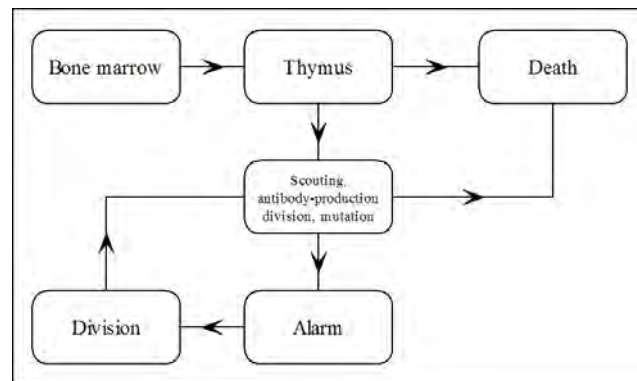 Bone marrow
Thymus
Death
Scouting,
antibody-production
division, mutation
Division
Alarm